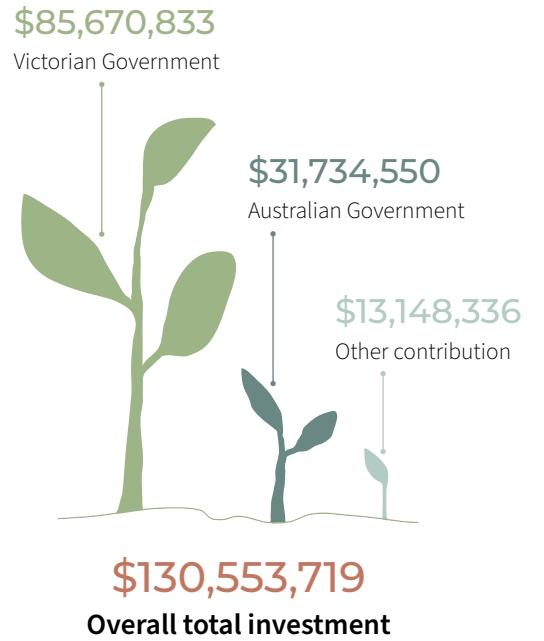 $85,670,833
Victorian Government
$31,734,550
Australian Government
$13,148,336
Other contribution
$130,553,719
Overall total investment